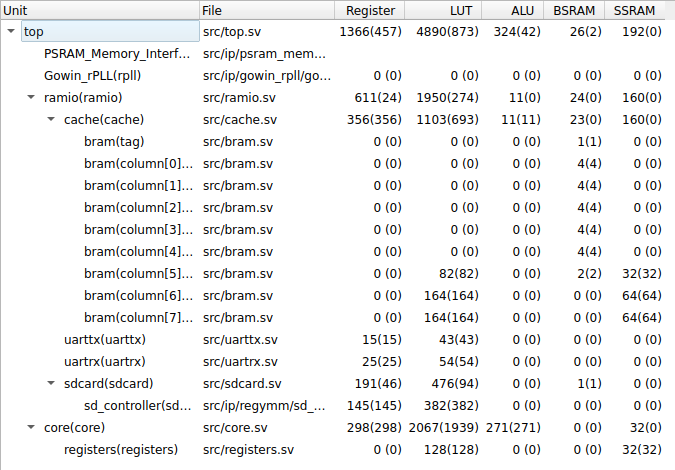 Unit File Register LUT ALU BSRAM SSRAM
top src/top.sv 1366(457) 4890(873) 324(42) 26(2) 192(0)
PSRAM_Memory_Interf... src/ip/psram_mem...
Gowin_rPLL(rpll) src/ip/gowin_rpll/go... 0 (0) 0 (0) 0 (0) 0 (0) 0 (0)
ramio(ramio) src/ramio.sv 611(24) 1950(274) 11(0) 24(0) 160(0)
cache(cache) src/cache.sv 356(356) 1103(693) 11(11) 23(0) 160(0)
bram(tag) src/bram.sv 0 (0) 0 (0) 0 (0) 1(1) 0 (0)
bram(column[0]... src/bram.sv 0 (0) 0 (0) 0 (0) 4(4) 0 (0)
bram(column[1]... src/bram.sv 0 (0) 0 (0) 0 (0) 4(4) 0 (0)
bram(column[2]... src/bram.sv 0 (0) 0 (0) 0 (0) 4(4) 0 (0)
bram(column[3]... src/bram.sv 0 (0) 0 (0) 0 (0) 4(4) 0 (0)
bram(column[4]... src/bram.sv 0 (0) 0 (0) 0 (0) 4(4) 0 (0)
bram(column[5]... src/bram.sv 0 (0) 82(82) 0 (0) 2(2) 32(32)
bram(column[6]... src/bram.sv 0 (0) 164(164) 0 (0) 0 (0) 64(64)
bram(column[7]... src/bram.sv 0 (0) 164(164) 0 (0) 0 (0) 64(64)
uarttx(uarttx) src/uarttx.sv 15(15) 43(43) 0 (0) 0 (0) 0 (0)
uartrx(uartrx) src/uartrx.sv 25(25) 54(54) 0 (0) 0 (0) 0 (0)
sdcard(sdcard) src/sdcard.sv 191(46) 476(94) 0 (0) 1(1) 0 (0)
sd_controller(sd... src/ip/regymm/sd_... 145(145) 382(382) 0 (0) 0 (0) 0 (0)
core(core) src/core.sv 298(298) 2067(1939) 271(271) 0 (0) 32(0)
registers(registers) src/registers.sv 0 (0) 128(128) 0 (0) 0 (0) 32(32)